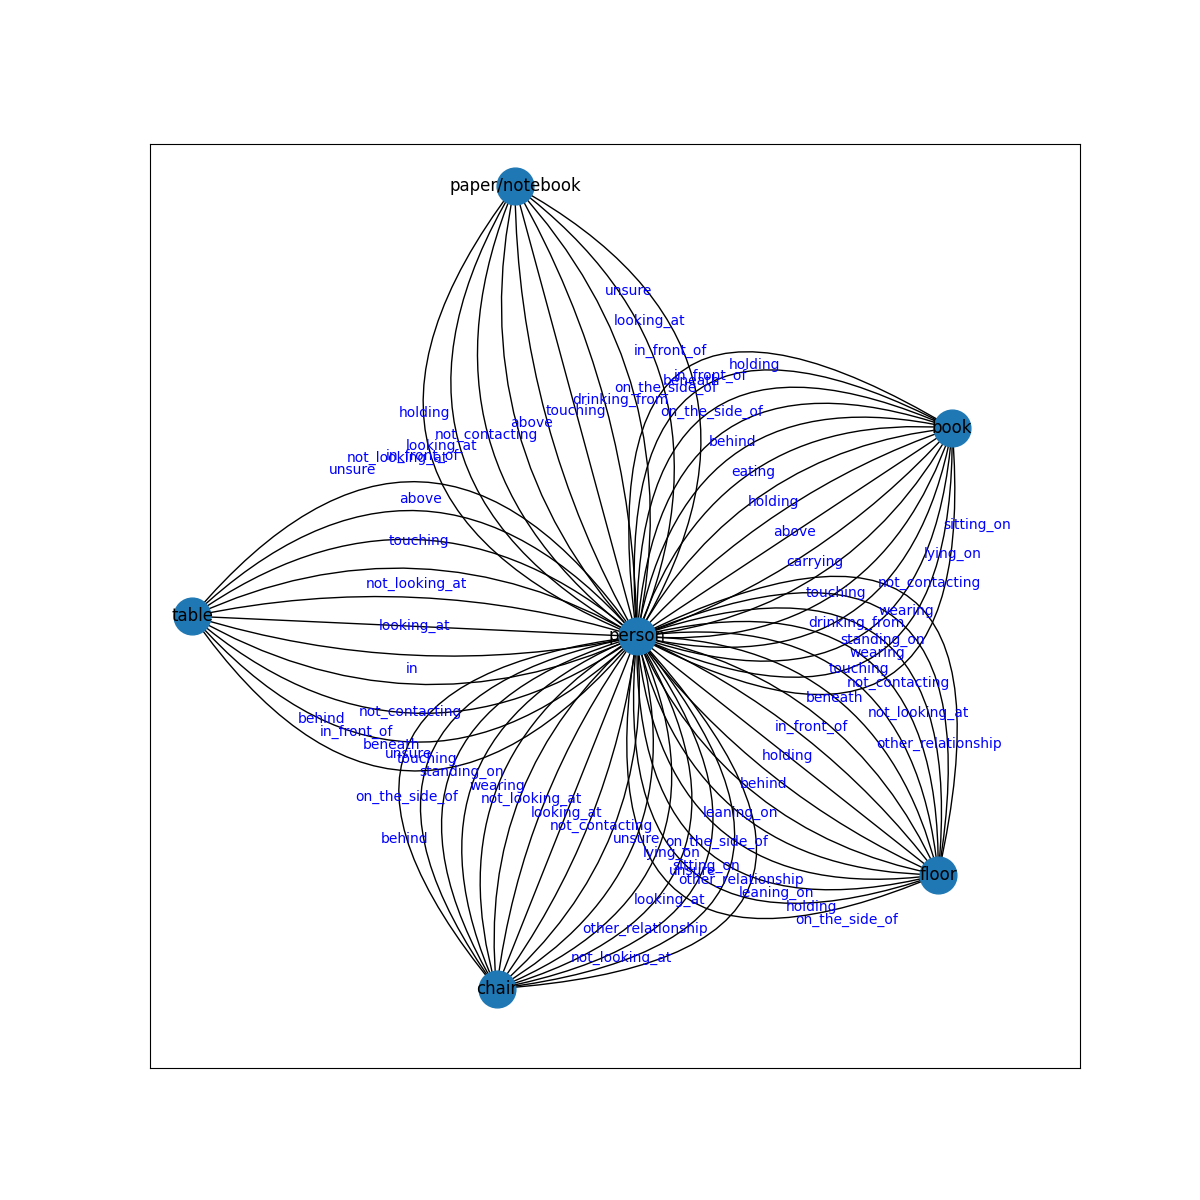 paper/notebook
unsure
looking_at
in_front_of
holding
in_front_of
beneath
on_the_side_of
drinking_from
touching
on_the_side_of
holding
above
book
not_contacting
behind
looking_at
in_front_of
not_looking_at
unsure
eating
above
holding
sitting_on
above
touching
lying_on
carrying
not_looking_at
not_contacting
touching
wearing
table
drinking_from
looking_at
person
standing_on
wearing
in
touching
not_contacting
beneath
not_contacting
not_looking_at
behind
in_front_of
in_front_of
beneath
other_relationship
unsure
touching
holding
standing_on
behind
wearing
on_the_side_of
not_looking_at
looking_at
leaning_on
not_contacting
behind
unsure
on_the_side_of
lying_on
sitting_on
unsure
floor
other_relationship
leaning_on
looking_at
holding
on_the_side_of
other_relationship
not_looking_at
chair